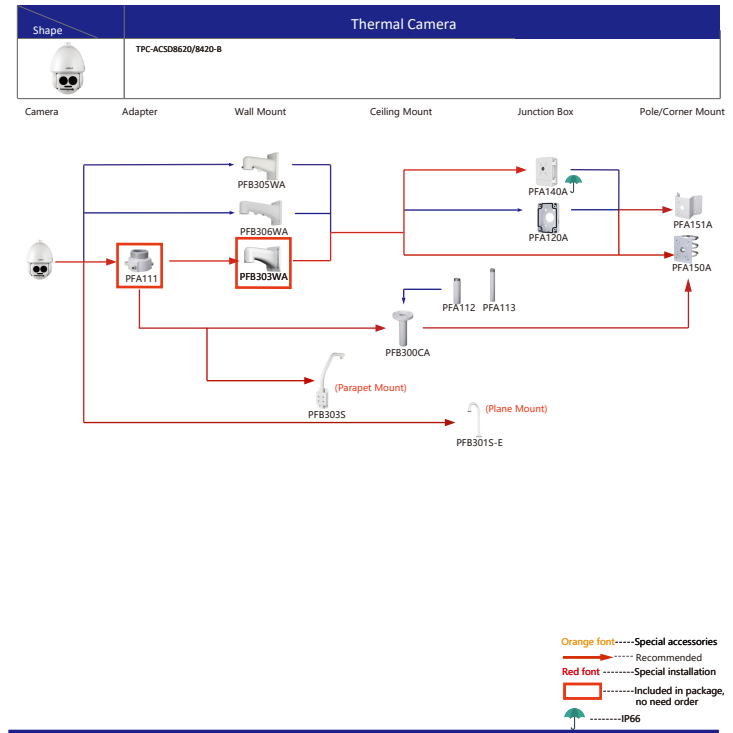 Shape
Thermal Camera
TPC-ACSD8620/8420-B
Camera
Adapter
Wall Mount
Ceiling Mount
Junction Box
Pole/Corner Mount
PFB305WA
PFA140A
PFB306WA
PFA120A
PFA151A
PFA111
PFB303WA
PFA150A
PFA112
PFA113
PFB300CA
(Parapet Mount)
PFB303S
(Plane Mount)
PFB301S-E
Orange font-----Special accessories
----- Recommended
Red font --------Special installation
--------Included in package,
no need order
--------IP66